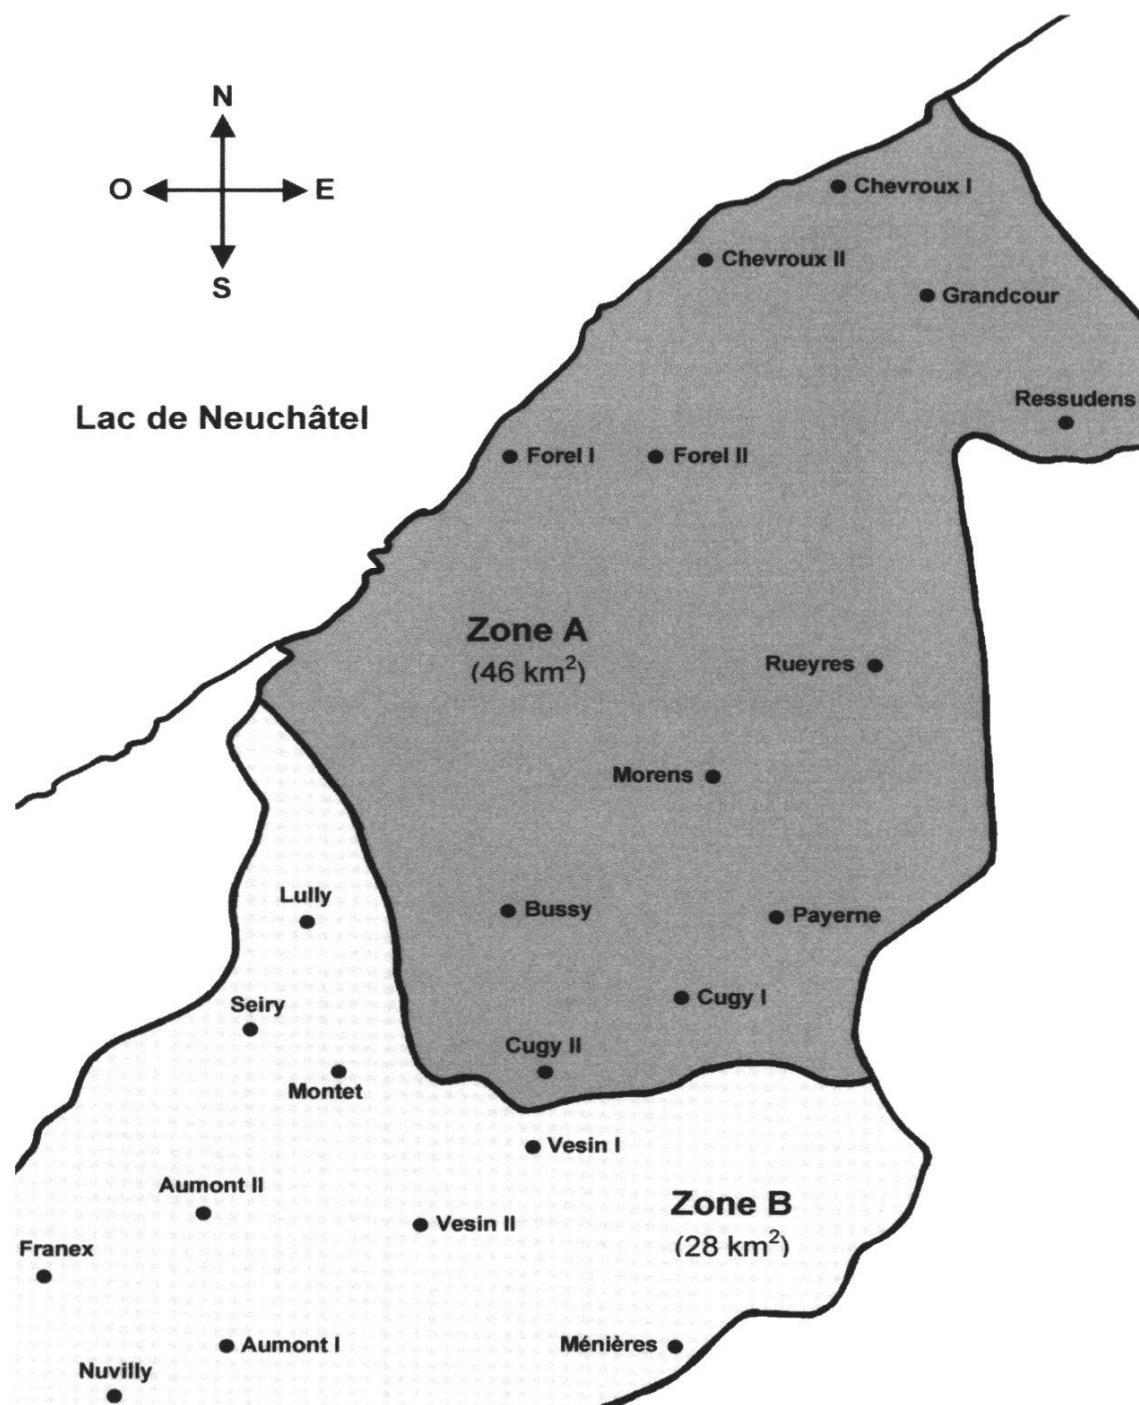 N
O E
S
Chevroux I
Chevroux II
Grandcour
Ressudens
Lac de Neuchâtel
Forel I
Forel II
Zone A
(46 km²)
Rueyres
Morens
Lully
Bussy
Payerne
Seiry
Cugy I
Cugy II
Montet
Vesin I
Aumont II
Zone B
(28 km²)
Vesin II
Franex
Aumont I
Ménières
Nuvilly